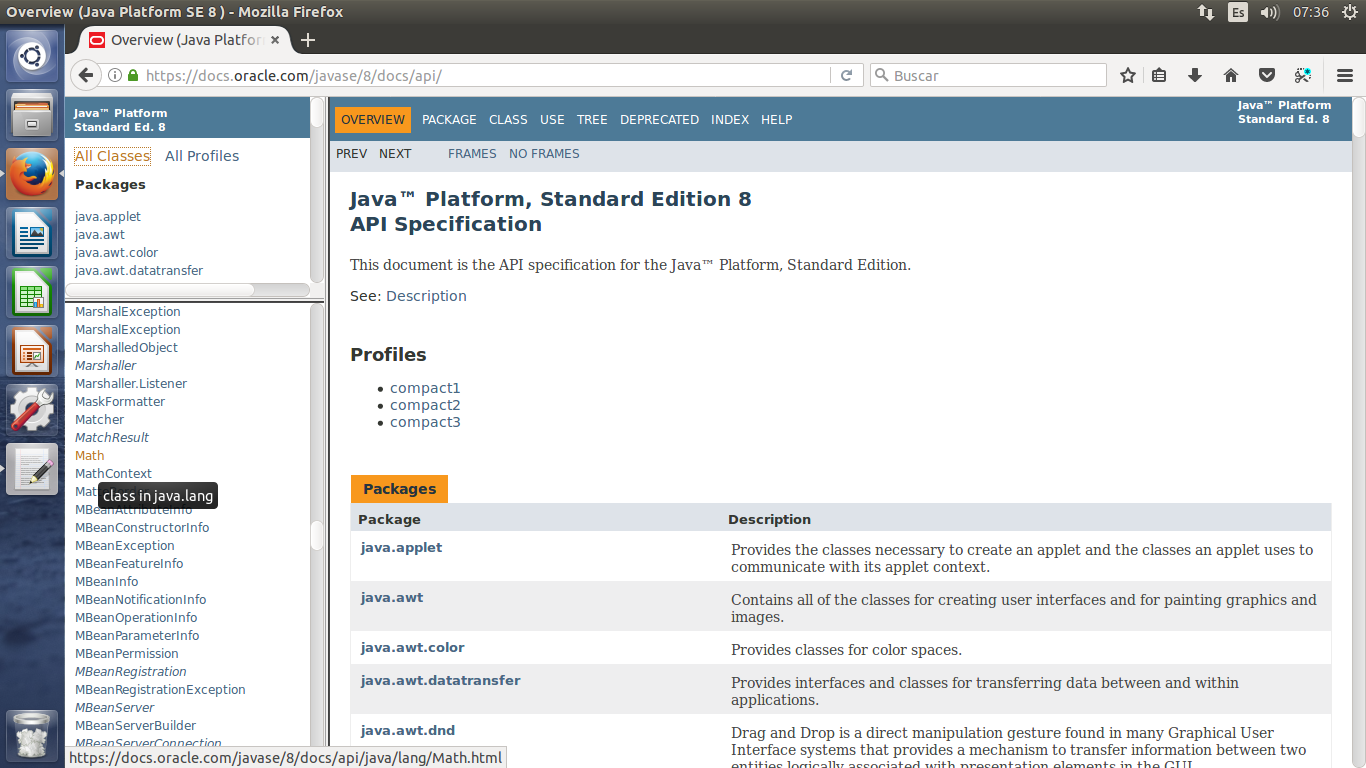 Overview (Java Platform SE 8 ) - Mozilla Firefox
Es
07:36
Overview (Java Platfor
https://docs.oracle.com/javase/8/docs/api/
Buscar
Java™ Platform
Standard Ed. 8
All Classes All Profiles
Packages
java.applet
java.awt
java.awt.color
java.awt.datatransfer
MarshalException
MarshalException
MarshalledObject
Marshaller
Marshaller.Listener
MaskFormatter
Matcher
MatchResult
Math
MathContext
class in java.lang
MBeanAttributeInfo
MBeanConstructorInfo
MBeanException
MBeanFeatureInfo
MBeanInfo
MBeanNotificationInfo
MBeanOperationInfo
MBeanParameterInfo
MBeanPermission
MBeanRegistration
MBeanRegistrationException
MBeanServer
MBeanServerBuilder
MBeanServerConnection
https://docs.oracle.com/javase/8/docs/api/java/lang/Math.html
OVERVIEW PACKAGE CLASS USE TREE DEPRECATED INDEX HELP
Java™ Platform
Standard Ed. 8
PREV NEXT FRAMES NO FRAMES
Java™ Platform, Standard Edition 8
API Specification
This document is the API specification for the Java™ Platform, Standard Edition.
See: Description
Profiles
compact1
compact2
compact3
Packages
Package Description
java.applet Provides the classes necessary to create an applet and the classes an applet uses to
communicate with its applet context.
java.awt Contains all of the classes for creating user interfaces and for painting graphics and
images.
java.awt.color Provides classes for color spaces.
java.awt.datatransfer Provides interfaces and classes for transferring data between and within
applications.
java.awt.dnd Drag and Drop is a direct manipulation gesture found in many Graphical User
Interface systems that provides a mechanism to transfer information between two
entities logically associated with presentation elements in the GUI.